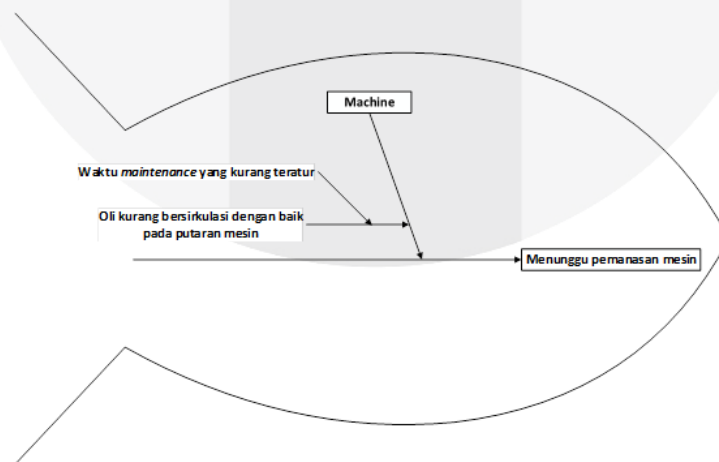 Machine
Waktu maintenance yang kurang teratur
Oli kurang bersirkulasi dengan baik
pada putaran mesin
Menunggu pemanasan mesin